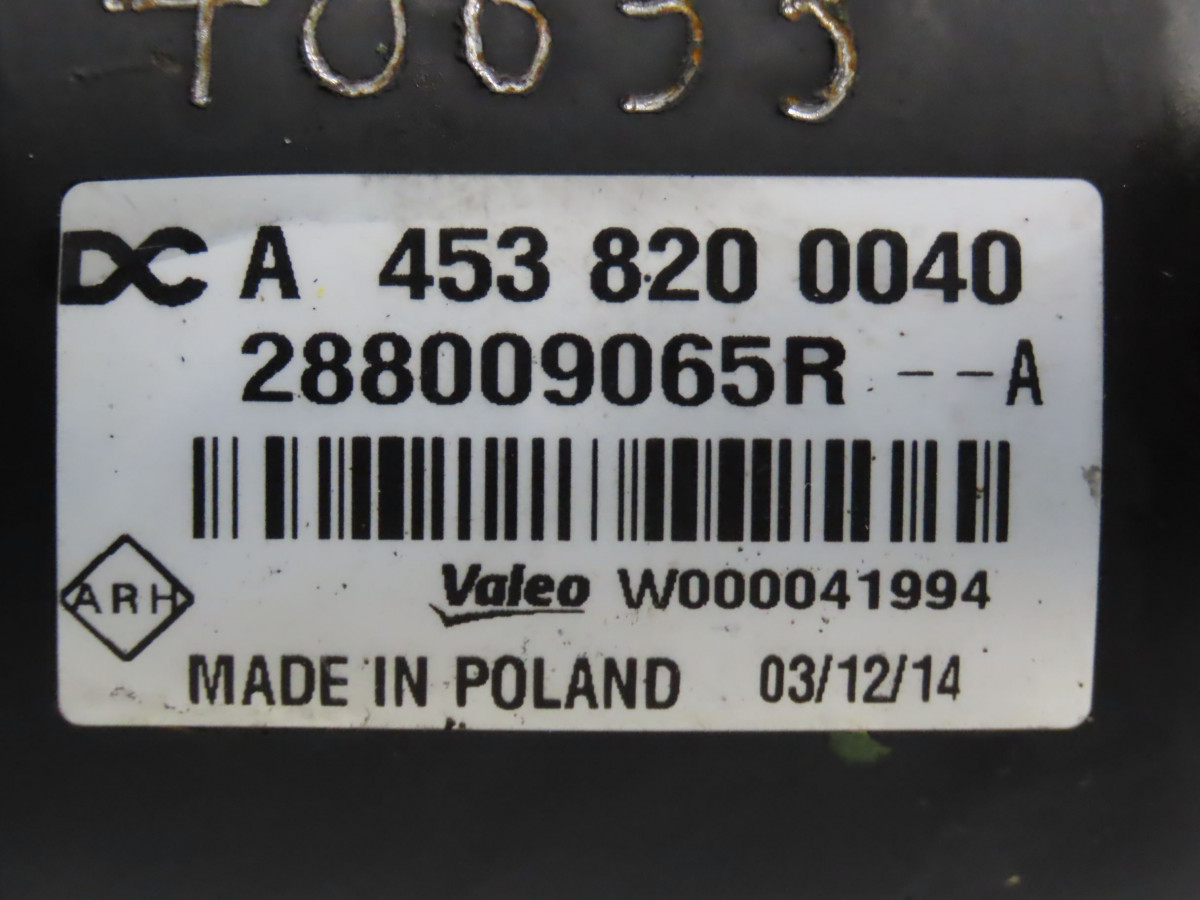 DC A 453 820 0040
288009065R --A
ARH
Valeo W000041994
MADE IN POLAND 03/12/14